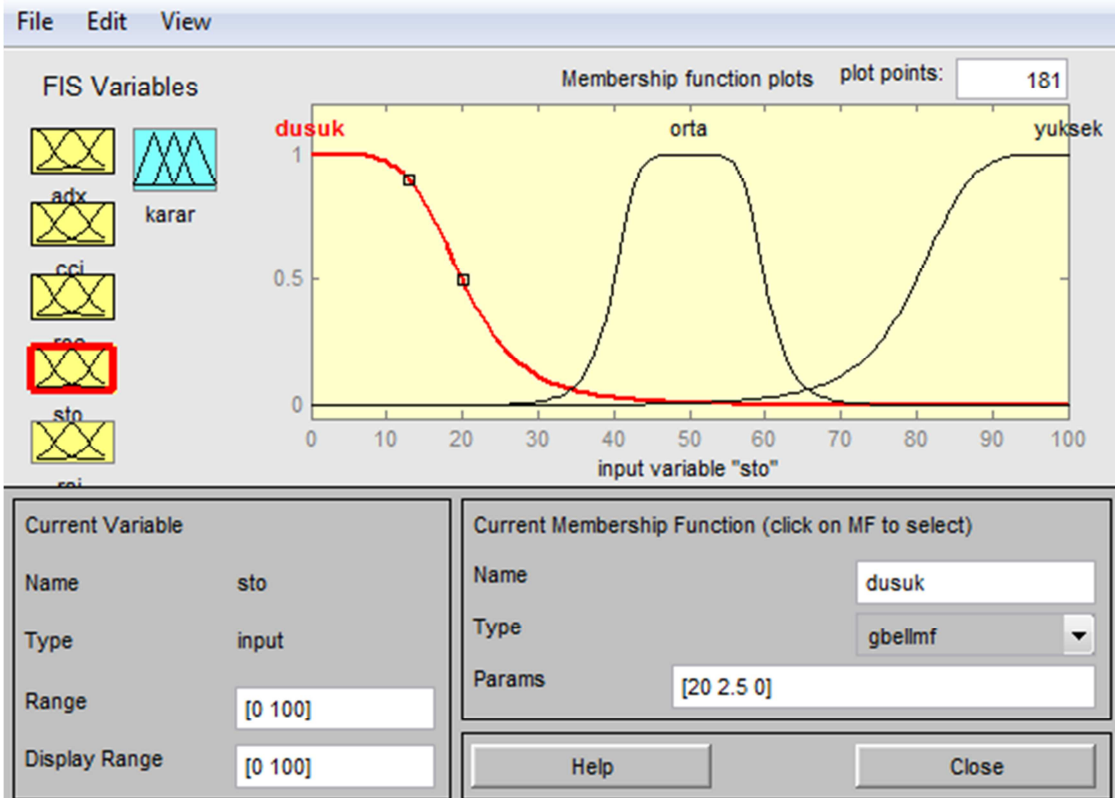 File Edit View
FIS Variables
Membership function plots plot points: 181
adx
cci
sto
karar
dusuk orta yuksek
1
0.5
0
0 10 20 30 40 50 60 70 80 90 100
input variable "sto"
Current Variable
Name sto
Type input
Range [0 100]
Display Range [0 100]
Current Membership Function (click on MF to select)
Name dusuk
Type gbellmf
Params [20 2.5 0]
Help Close